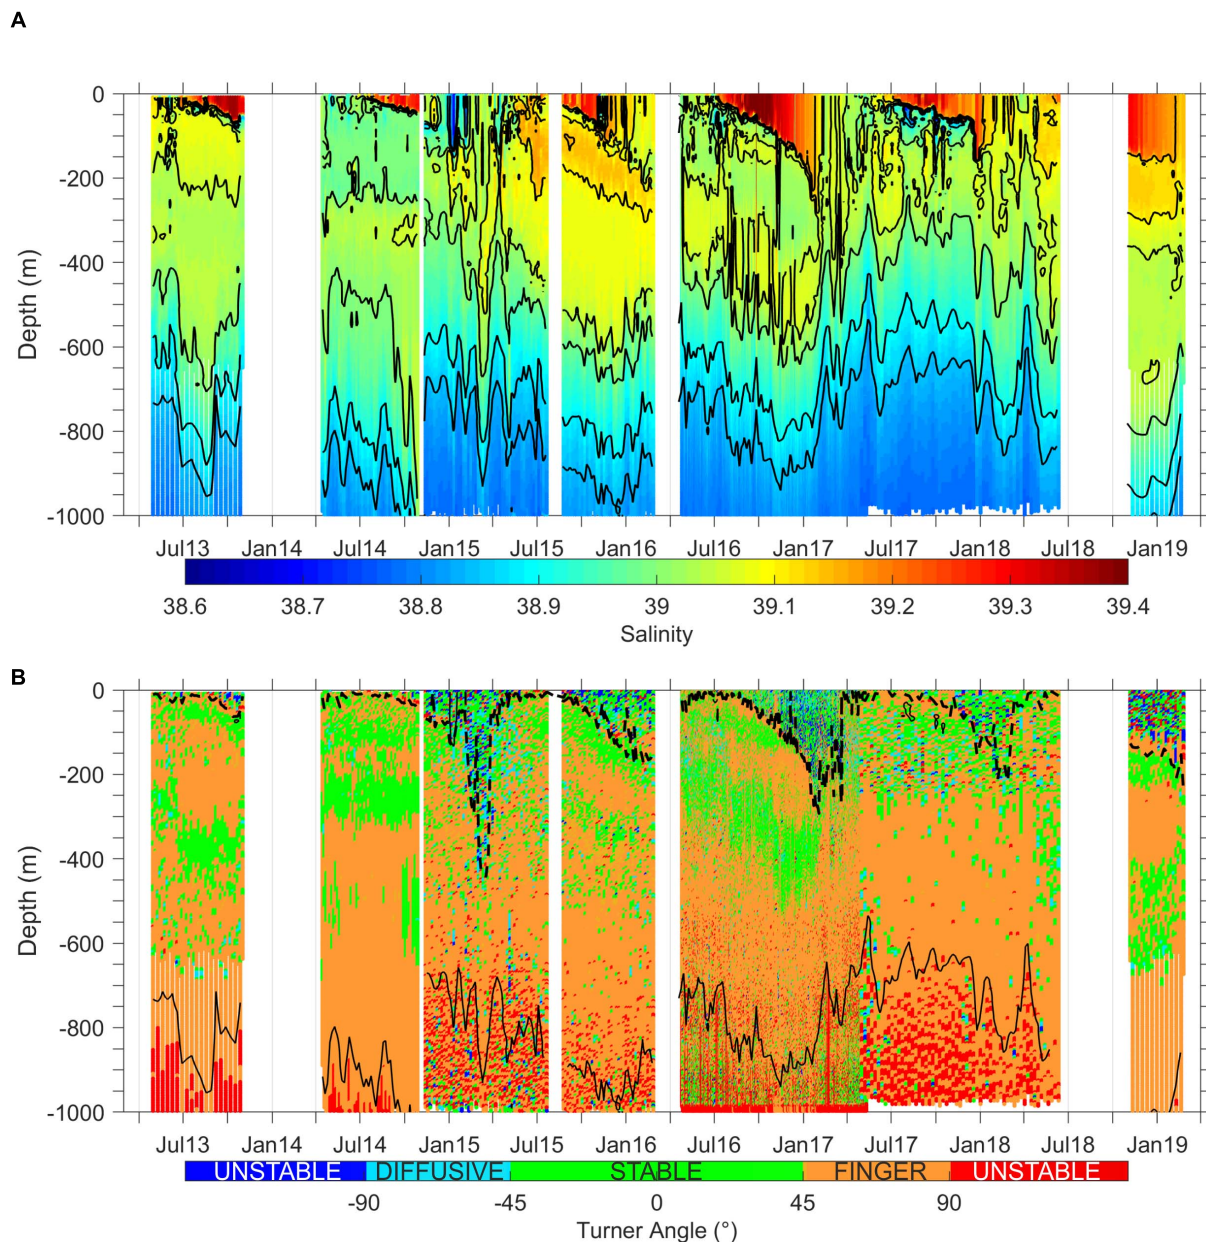 A
0
-200
-400
-600
-800
-1000
Depth (m)
Jul13 Jan14 Jul14 Jan15 Jul15 Jan16 Jul16 Jan17 Jul17 Jan18 Jul18 Jan19
38.6 38.7 38.8 38.9 39 39.1 39.2 39.3 39.4
Salinity
B
0
-200
-400
-600
-800
-1000
Depth (m)
Jul13 Jan14 Jul14 Jan15 Jul15 Jan16 Jul16 Jan17 Jul17 Jan18 Jul18 Jan19
UNSTABLE DIFFUSIVE STABLE FINGER UNSTABLE
-90 -45 0 45 90
Turner Angle (°)